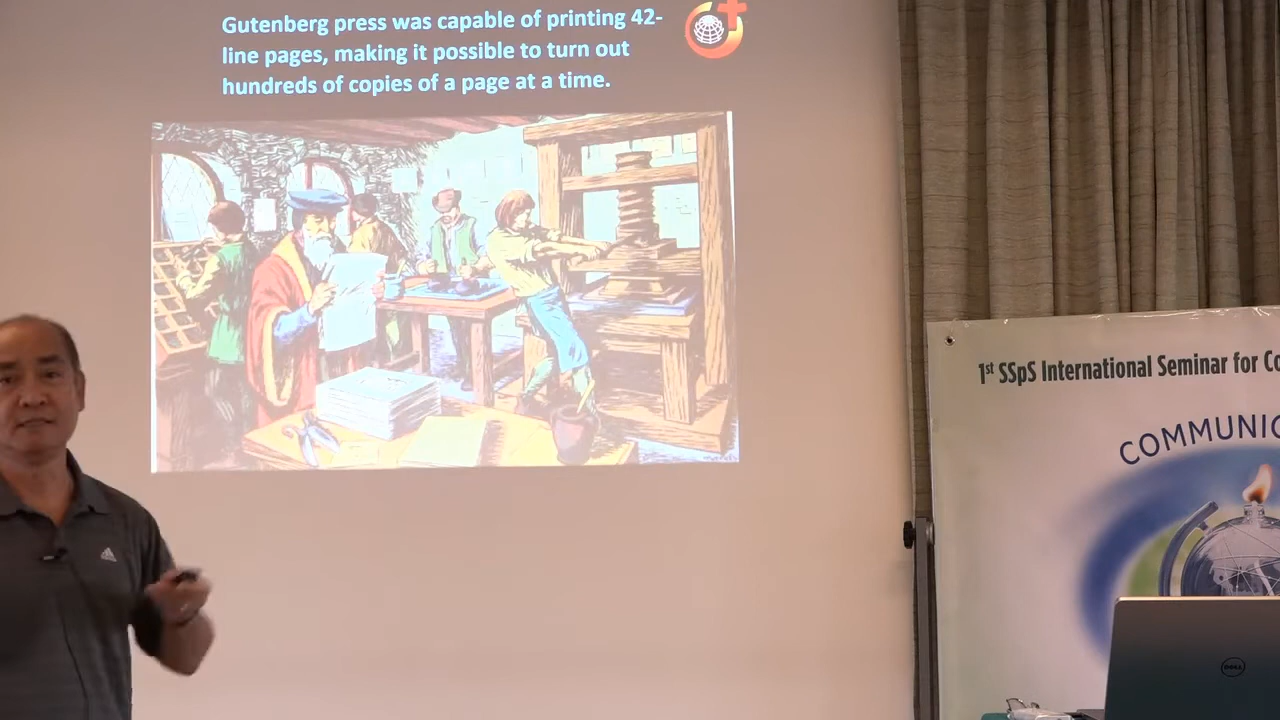 Gutenberg press was capable of printing 42-
line pages, making it possible to turn out
hundreds of copies of a page at a time.
1st SSpS International Seminar for Co
COMMUNIC
DELL